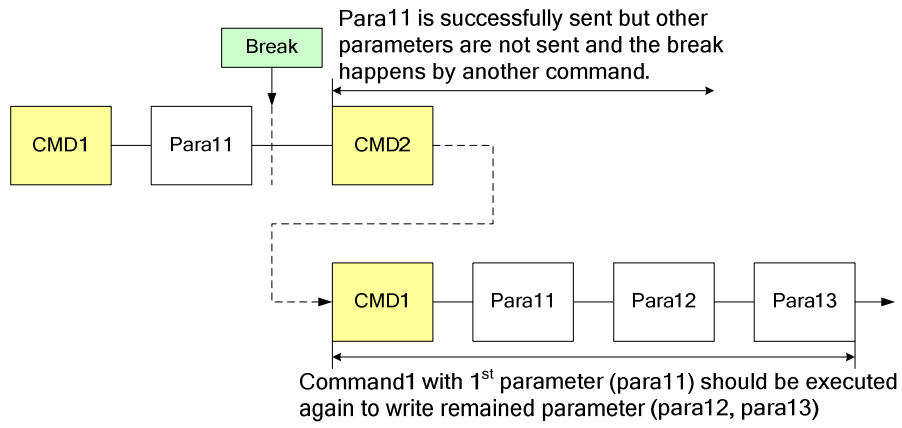 Para11 is successfully sent but other
parameters are not sent and the break
happens by another command.
Break
CMD1
Para11
CMD2
CMD1
Para11
Para12
Para13
Command1 with 1st parameter (para11) should be executed
again to write remained parameter (para12, para13)